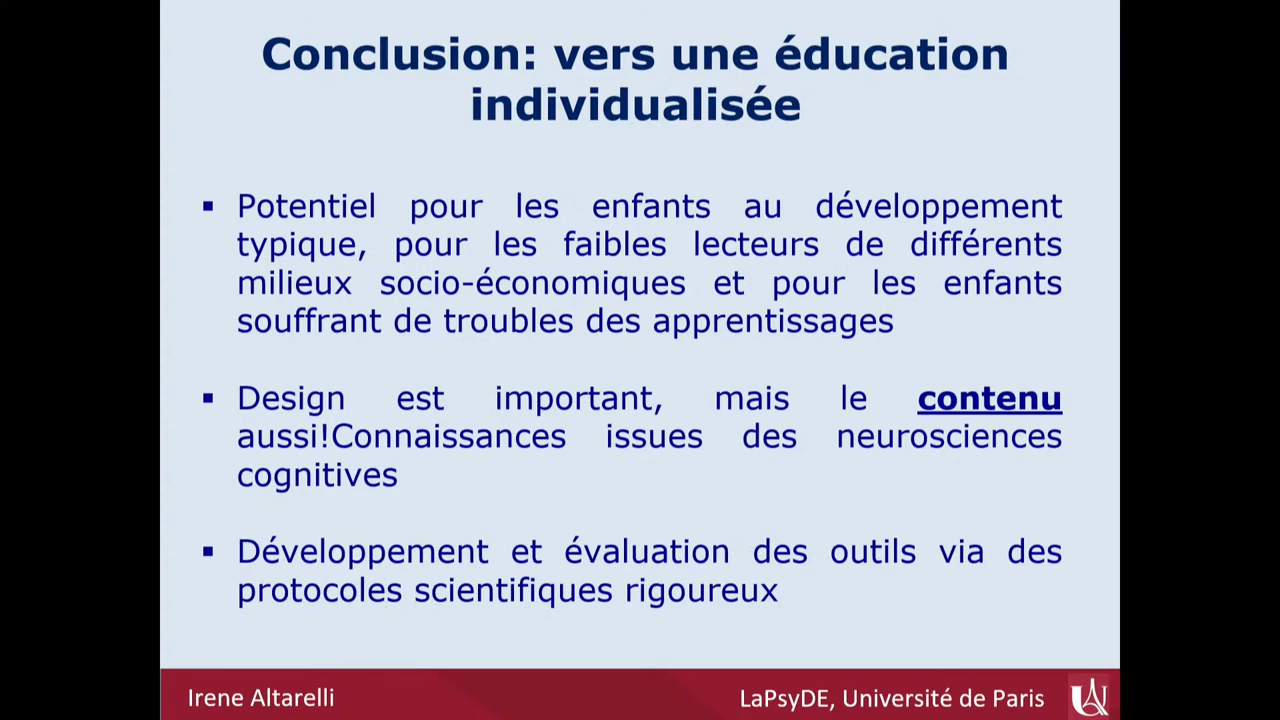 Conclusion: vers une éducation
individualisée
▪ Potentiel pour les enfants au développement
typique, pour les faibles lecteurs de différents
milieux socio-économiques et pour les enfants
souffrant de troubles des apprentissages
▪ Design est important, mais le contenu
aussi!Connaissances issues des neurosciences
cognitives
▪ Développement et évaluation des outils via des
protocoles scientifiques rigoureux
Irene Altarelli
LaPsyDE, Université de Paris